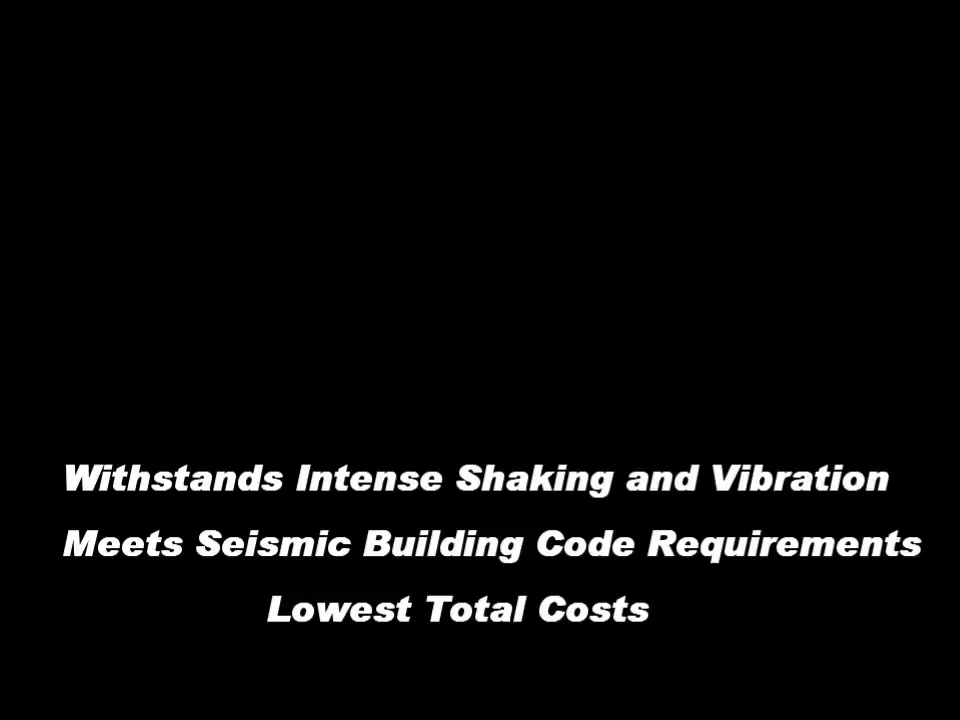 Withstands Intense Shaking and Vibration
Meets Seismic Building Code Requirements
Lowest Total Costs